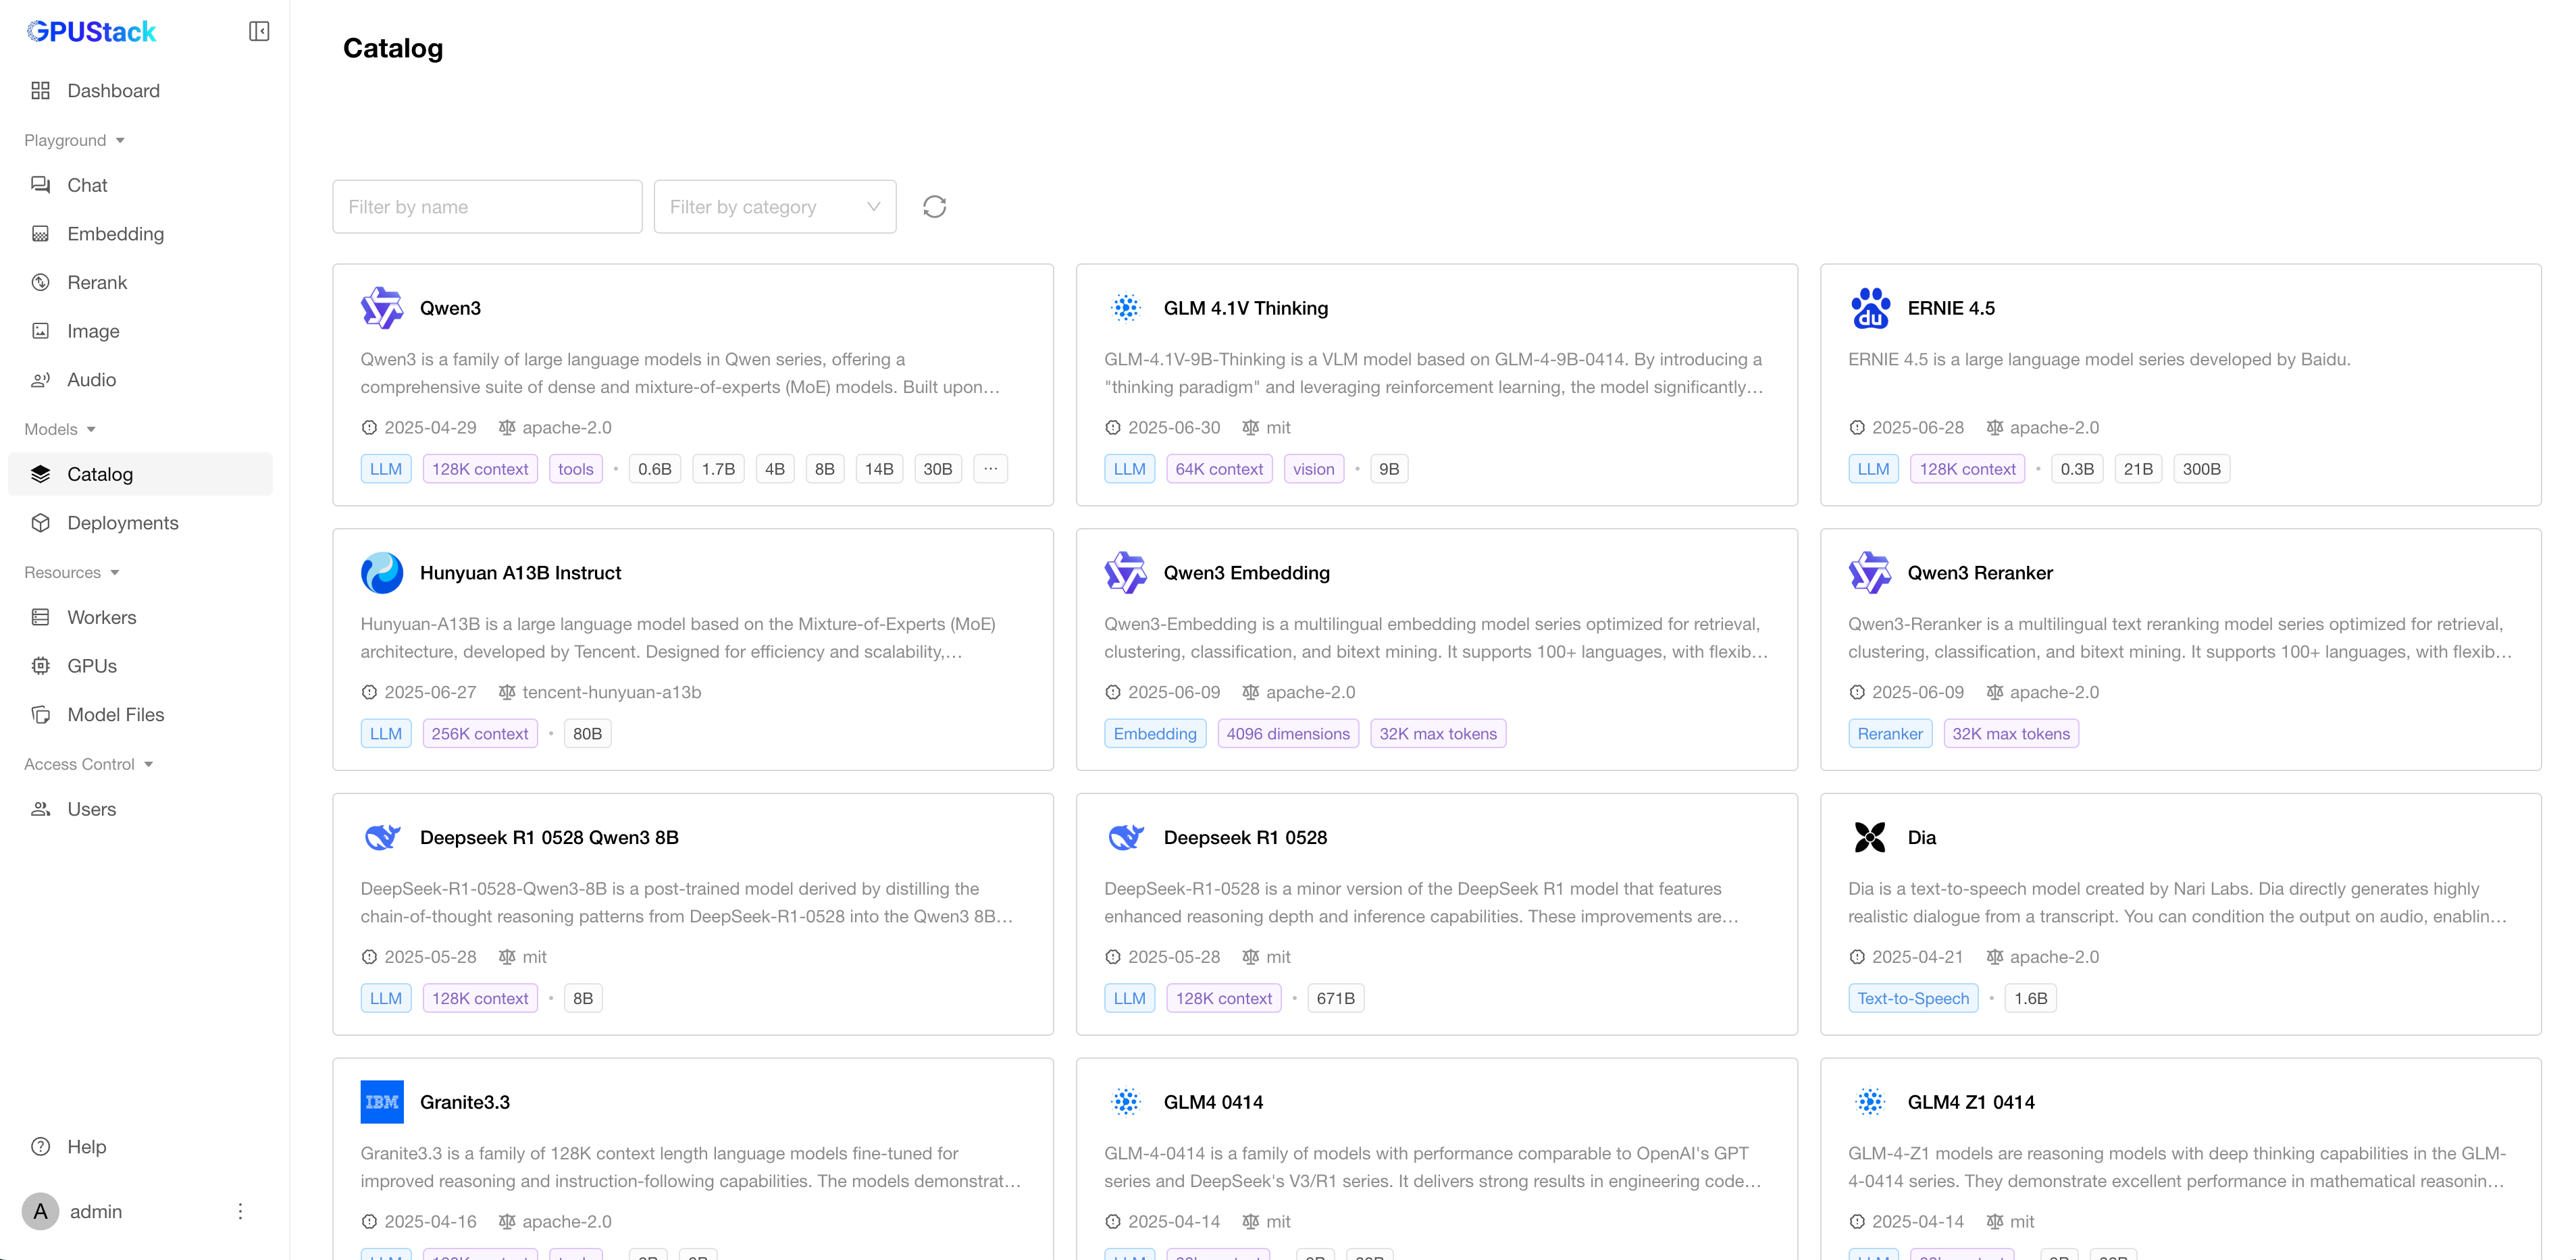 GPUStack
Dashboard
Playground
Chat
Embedding
Rerank
Image
Audio
Models
Catalog
Deployments
Resources
Workers
GPUs
Model Files
Access Control
Users
Help
A admin
Catalog
Filter by name
Filter by category
Qwen3
Qwen3 is a family of large language models in Qwen series, offering a
comprehensive suite of dense and mixture-of-experts (MoE) models. Built upon...
2025-04-29 apache-2.0
LLM 128K context tools • 0.6B 1.7B 4B 8B 14B 30B ...
GLM 4.1V Thinking
GLM-4.1V-9B-Thinking is a VLM model based on GLM-4-9B-0414. By introducing a
"thinking paradigm" and leveraging reinforcement learning, the model significantly...
2025-06-30 mit
LLM 64K context vision • 9B
du
ERNIE 4.5
ERNIE 4.5 is a large language model series developed by Baidu.
2025-06-28 apache-2.0
LLM 128K context • 0.3B 21B 300B
Hunyuan A13B Instruct
Hunyuan-A13B is a large language model based on the Mixture-of-Experts (MoE)
architecture, developed by Tencent. Designed for efficiency and scalability,...
2025-06-27 tencent-hunyuan-a13b
LLM 256K context • 80B
Qwen3 Embedding
Qwen3-Embedding is a multilingual embedding model series optimized for retrieval,
clustering, classification, and bitext mining. It supports 100+ languages, with flexib...
2025-06-09 apache-2.0
Embedding 4096 dimensions 32K max tokens
Qwen3 Reranker
Qwen3-Reranker is a multilingual text reranking model series optimized for retrieval,
clustering, classification, and bitext mining. It supports 100+ languages, with flexib...
2025-06-09 apache-2.0
Reranker 32K max tokens
Deepseek R1 0528 Qwen3 8B
DeepSeek-R1-0528-Qwen3-8B is a post-trained model derived by distilling the
chain-of-thought reasoning patterns from DeepSeek-R1-0528 into the Qwen3 8B...
2025-05-28 mit
LLM 128K context • 8B
Deepseek R1 0528
DeepSeek-R1-0528 is a minor version of the DeepSeek R1 model that features
enhanced reasoning depth and inference capabilities. These improvements are...
2025-05-28 mit
LLM 128K context • 671B
Dia
Dia is a text-to-speech model created by Nari Labs. Dia directly generates highly
realistic dialogue from a transcript. You can condition the output on audio, enablin...
2025-04-21 apache-2.0
Text-to-Speech • 1.6B
IBM
Granite3.3
Granite3.3 is a family of 128K context length language models fine-tuned for
improved reasoning and instruction-following capabilities. The models demonstrat...
2025-04-16 apache-2.0
GLM4 0414
GLM-4-0414 is a family of models with performance comparable to OpenAI's GPT
series and DeepSeek's V3/R1 series. It delivers strong results in engineering code...
2025-04-14 mit
GLM4 Z1 0414
GLM-4-Z1 models are reasoning models with deep thinking capabilities in the GLM-
4-0414 series. They demonstrate excellent performance in mathematical reasonin...
2025-04-14 mit